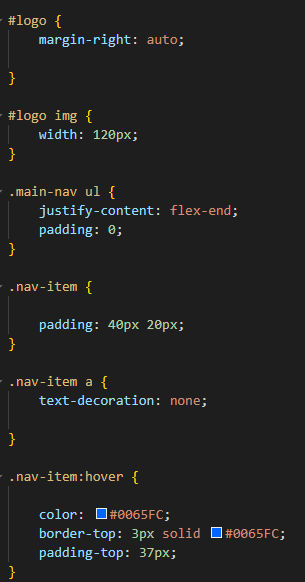 #logo {
margin-right: auto;
}
#logo img {
width: 120px;
}
.main-nav ul {
justify-content: flex-end;
padding: 0;
}
.nav-item {
padding: 40px 20px;
}
.nav-item a {
text-decoration: none;
}
.nav-item:hover {
color: #0065FC;
border-top: 3px solid #0065FC;
padding-top: 37px;
}